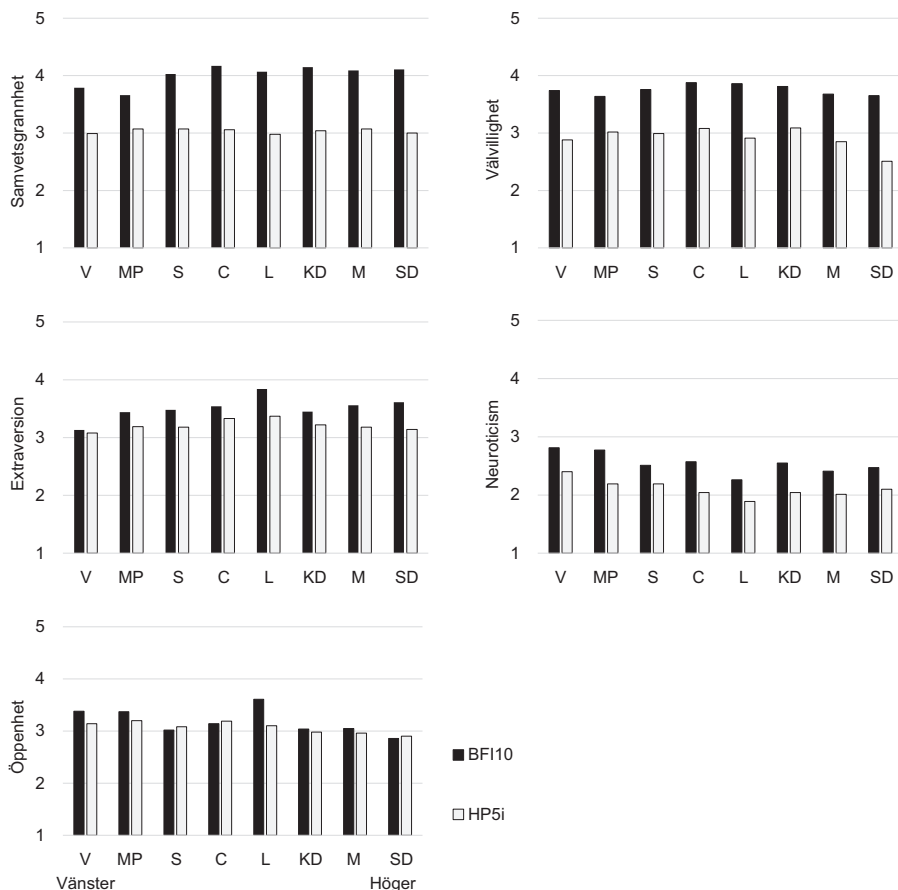 5
4
3
2
1
Samvetsgrannhet
V MP S C L KD M SD
5
4
3
2
1
Välvillighet
V MP S C L KD M SD
5
4
3
2
1
Extraversion
V MP S C L KD M SD
5
4
3
2
1
Neuroticism
V MP S C L KD M SD
5
4
3
2
1
Öppenhet
V MP S C L KD M SD
Vänster Höger
BFI10
HP5i